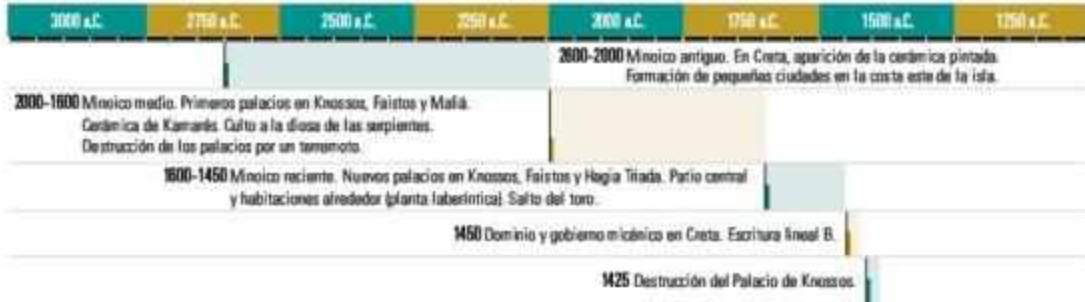 3000 a.C. 2750 a.C. 2500 a.C. 2250 a.C. 2000 a.C. 1750 a.C. 1500 a.C. 1250 a.C.
2600-2000 Minoico antiguo. En Creta, aparición de la cerámica pintada.
Formación de pequeñas ciudades en la costa este de la isla.
2000-1600 Minoico medio. Primeros palacios en Knossos, Faistos y Maliá.
Cerámica de Kamarés. Culto a la diosa de las serpientes.
Destrucción de los palacios por un terremoto.
1600-1450 Minoico reciente. Nuevos palacios en Knossos, Faistos y Hagia Tríada. Patio central
y habitaciones alrededor (planta laberíntica). Salto del toro.
1450 Dominio y gobierno micénico en Creta. Escritura lineal B.
1425 Destrucción del Palacio de Knossos.